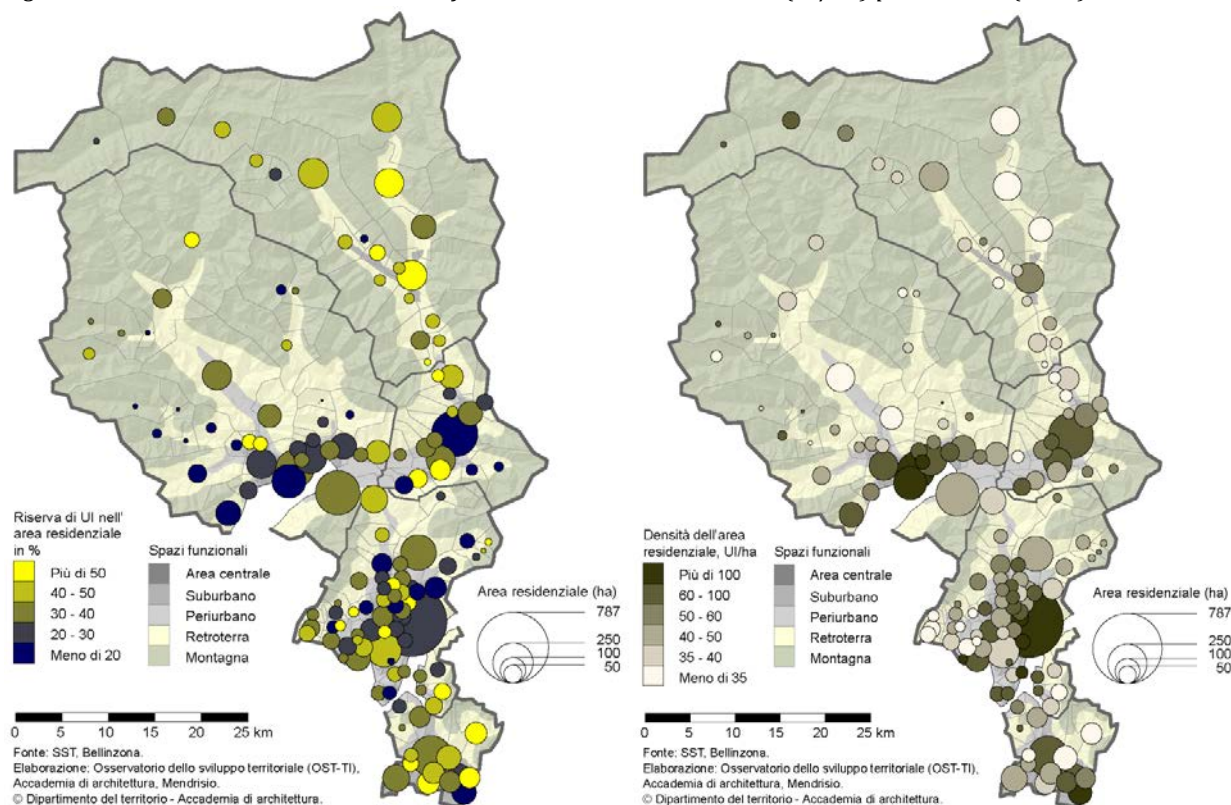 Riserva di UI nell'
area residenziale
in %
Più di 50
40 - 50
30 - 40
20 - 30
Meno di 20
Spazi funzionali
Area centrale
Suburbano
Periurbano
Retroterra
Montagna
Area residenziale (ha)
787
250
100
50
0 5 10 15 20 25 km
Fonte: SST, Bellinzona.
Elaborazione: Osservatorio dello sviluppo territoriale (OST-TI),
Accademia di architettura, Mendrisio.
© Dipartimento del territorio - Accademia di architettura.
Densità dell'area
residenziale, UI/ha
Più di 100
60 - 100
50 - 60
40 - 50
35 - 40
Meno di 35
Spazi funzionali
Area centrale
Suburbano
Periurbano
Retroterra
Montagna
Area residenziale (ha)
787
250
100
50
0 5 10 15 20 25 km
Fonte: SST, Bellinzona.
Elaborazione: Osservatorio dello sviluppo territoriale (OST-TI),
Accademia di architettura, Mendrisio.
© Dipartimento del territorio - Accademia di architettura.